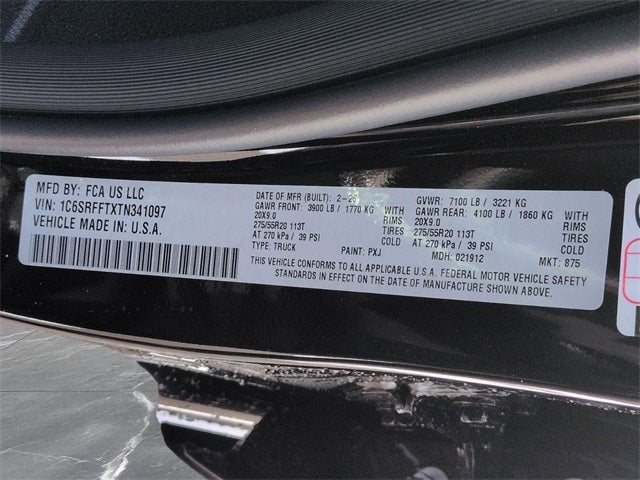 MFD BY: FCA US LLC
VIN: 1C6SRFFTXTN341097
VEHICLE MADE IN: U.S.A.
DATE OF MFR (BUILT): 2-26 GVWR: 7100 LB / 3221 KG
GAWR FRONT: 3900 LB / 1770 KG WITH GAWR REAR: 4100 LB / 1860 KG WITH
20X9.0 RIMS 20X9.0 RIMS
275/55R20 113T TIRES 275/55R20 113T TIRES
AT 270 kPa / 39 PSI COLD AT 270 kPa / 39 PSI COLD
TYPE: TRUCK PAINT: PXJ MDH: 021912 MKT: 875
THIS VEHICLE CONFORMS TO ALL APPLICABLE U.S.A. FEDERAL MOTOR VEHICLE SAFETY
STANDARDS IN EFFECT ON THE DATE OF MANUFACTURE SHOWN ABOVE.